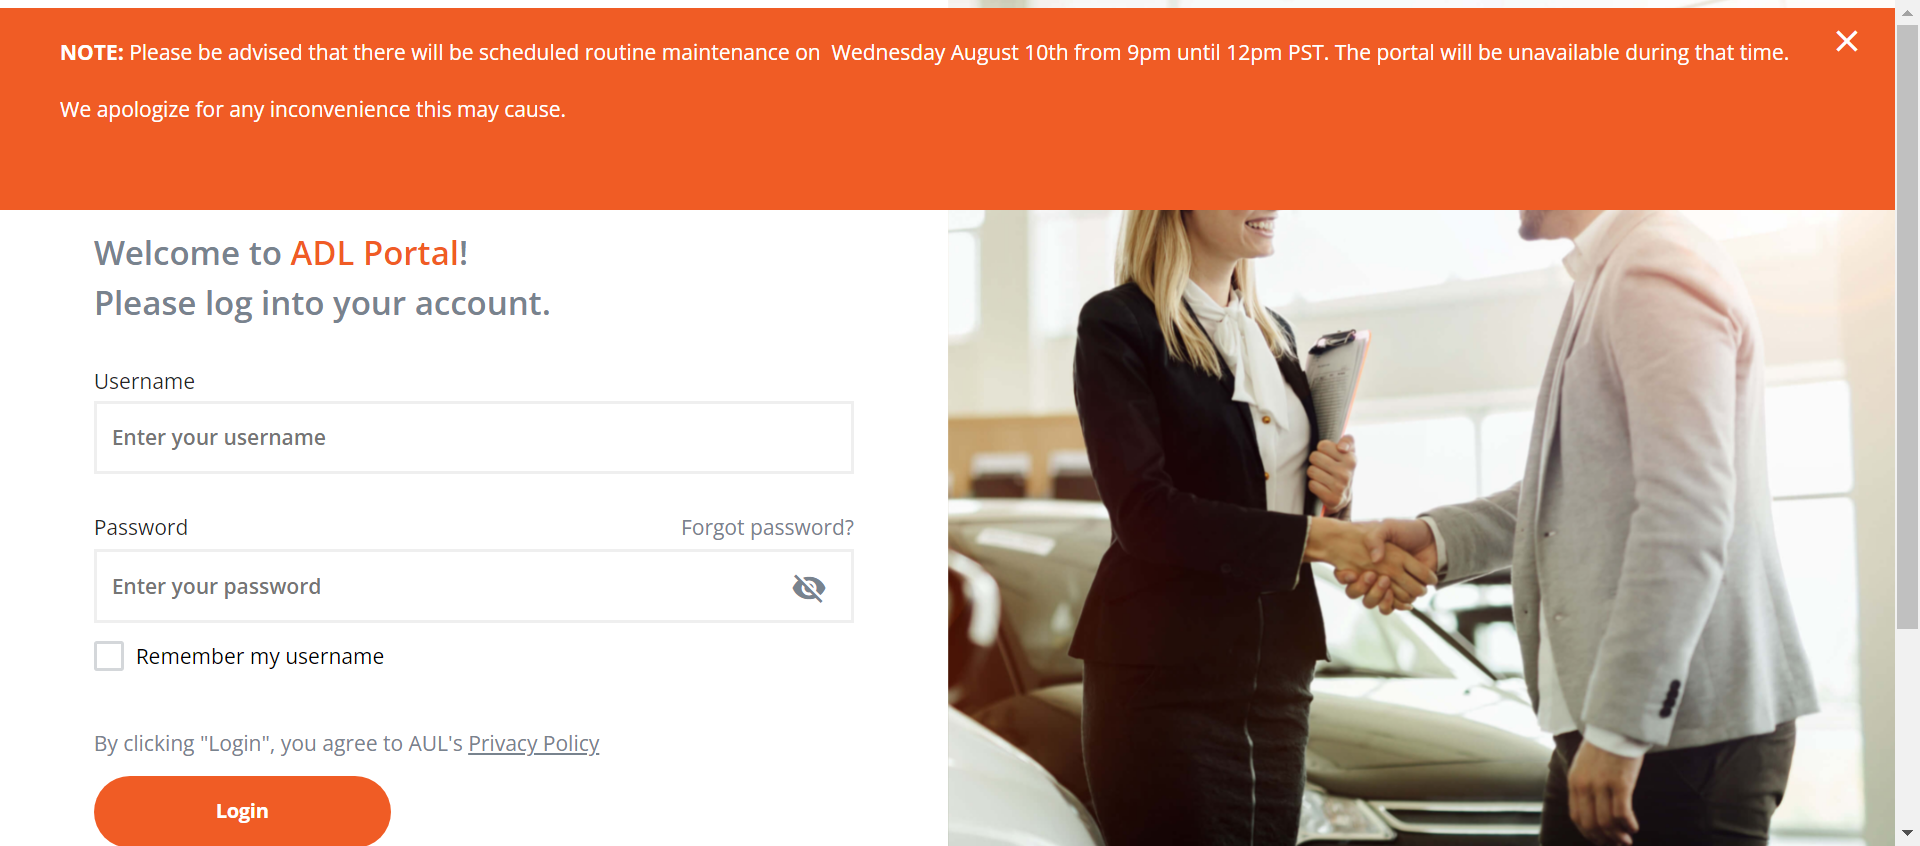 NOTE: Please be advised that there will be scheduled routine maintenance on  Wednesday August 10th from 9pm until 12pm PST. The portal will be unavailable during that time.
We apologize for any inconvenience this may cause.
Welcome to ADL Portal!
Please log into your account.
Username
Enter your username
Password Forgot password?
Enter your password
Remember my username
By clicking "Login", you agree to AUL's Privacy Policy
Login